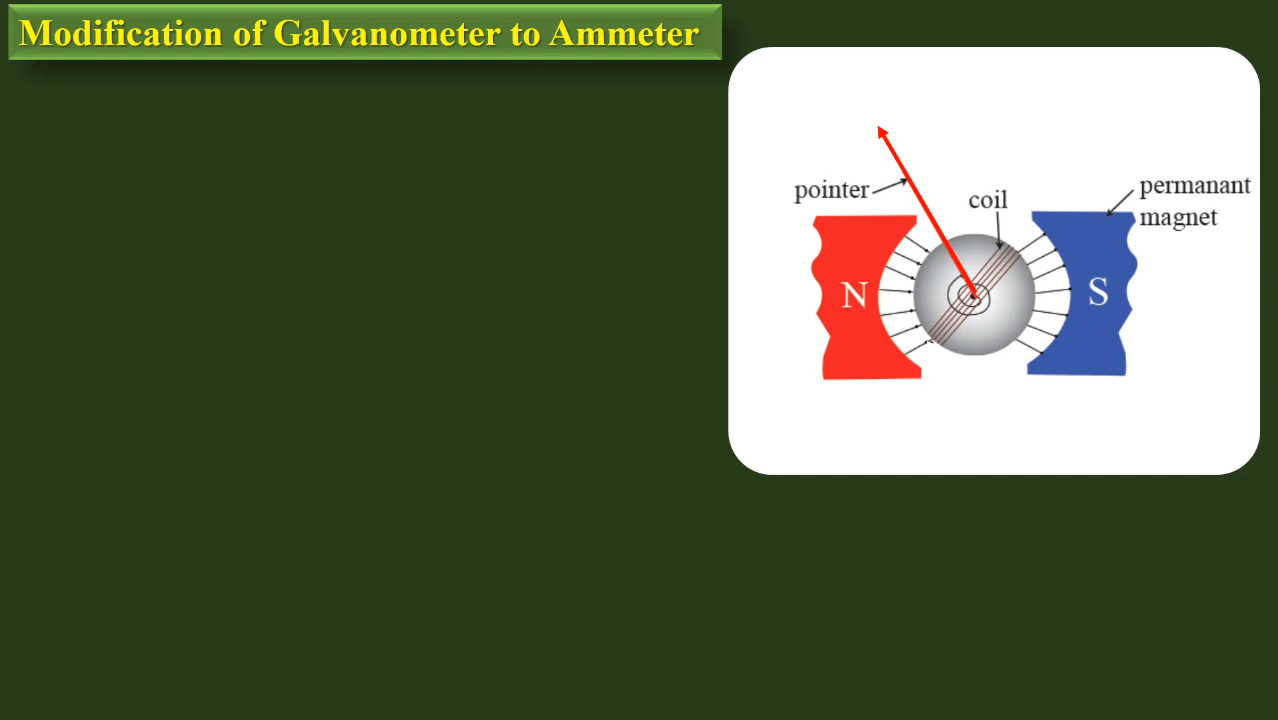 Modification of Galvanometer to Ammeter
pointer
coil
permanant
magnet
N
S